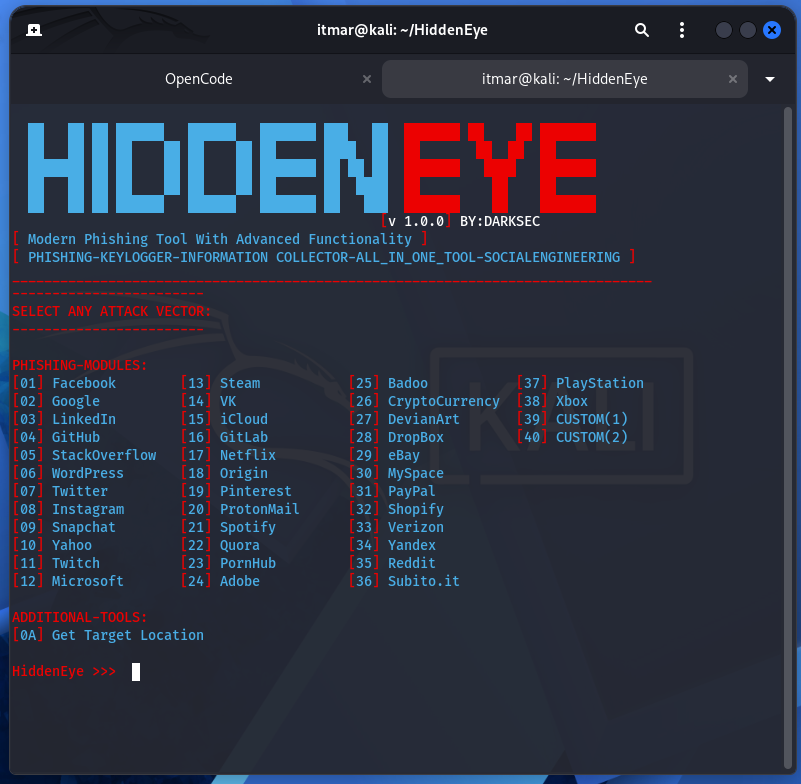 itmar@kali: ~/HiddenEye
OpenCode
itmar@kali: ~/HiddenEye
HIDDEN EYE
[v 1.0.0] BY:DARKSEC
[ Modern Phishing Tool With Advanced Functionality ]
[ PHISHING-KEYLOGGER-INFORMATION COLLECTOR-ALL_IN_ONE_TOOL-SOCIALENGINEERING ]
--------------------------------------------------------------------------------
------------------------
SELECT ANY ATTACK VECTOR:
------------------------
PHISHING-MODULES:
[01] Facebook [13] Steam [25] Badoo [37] PlayStation
[02] Google [14] VK [26] CryptoCurrency [38] Xbox
[03] LinkedIn [15] iCloud [27] DevianArt [39] CUSTOM(1)
[04] GitHub [16] GitLab [28] DropBox [40] CUSTOM(2)
[05] StackOverflow [17] Netflix [29] eBay
[06] WordPress [18] Origin [30] MySpace
[07] Twitter [19] Pinterest [31] PayPal
[08] Instagram [20] ProtonMail [32] Shopify
[09] Snapchat [21] Spotify [33] Verizon
[10] Yahoo [22] Quora [34] Yandex
[11] Twitch [23] PornHub [35] Reddit
[12] Microsoft [24] Adobe [36] Subito.it
ADDITIONAL-TOOLS:
[0A] Get Target Location
HiddenEye >>>
KALI